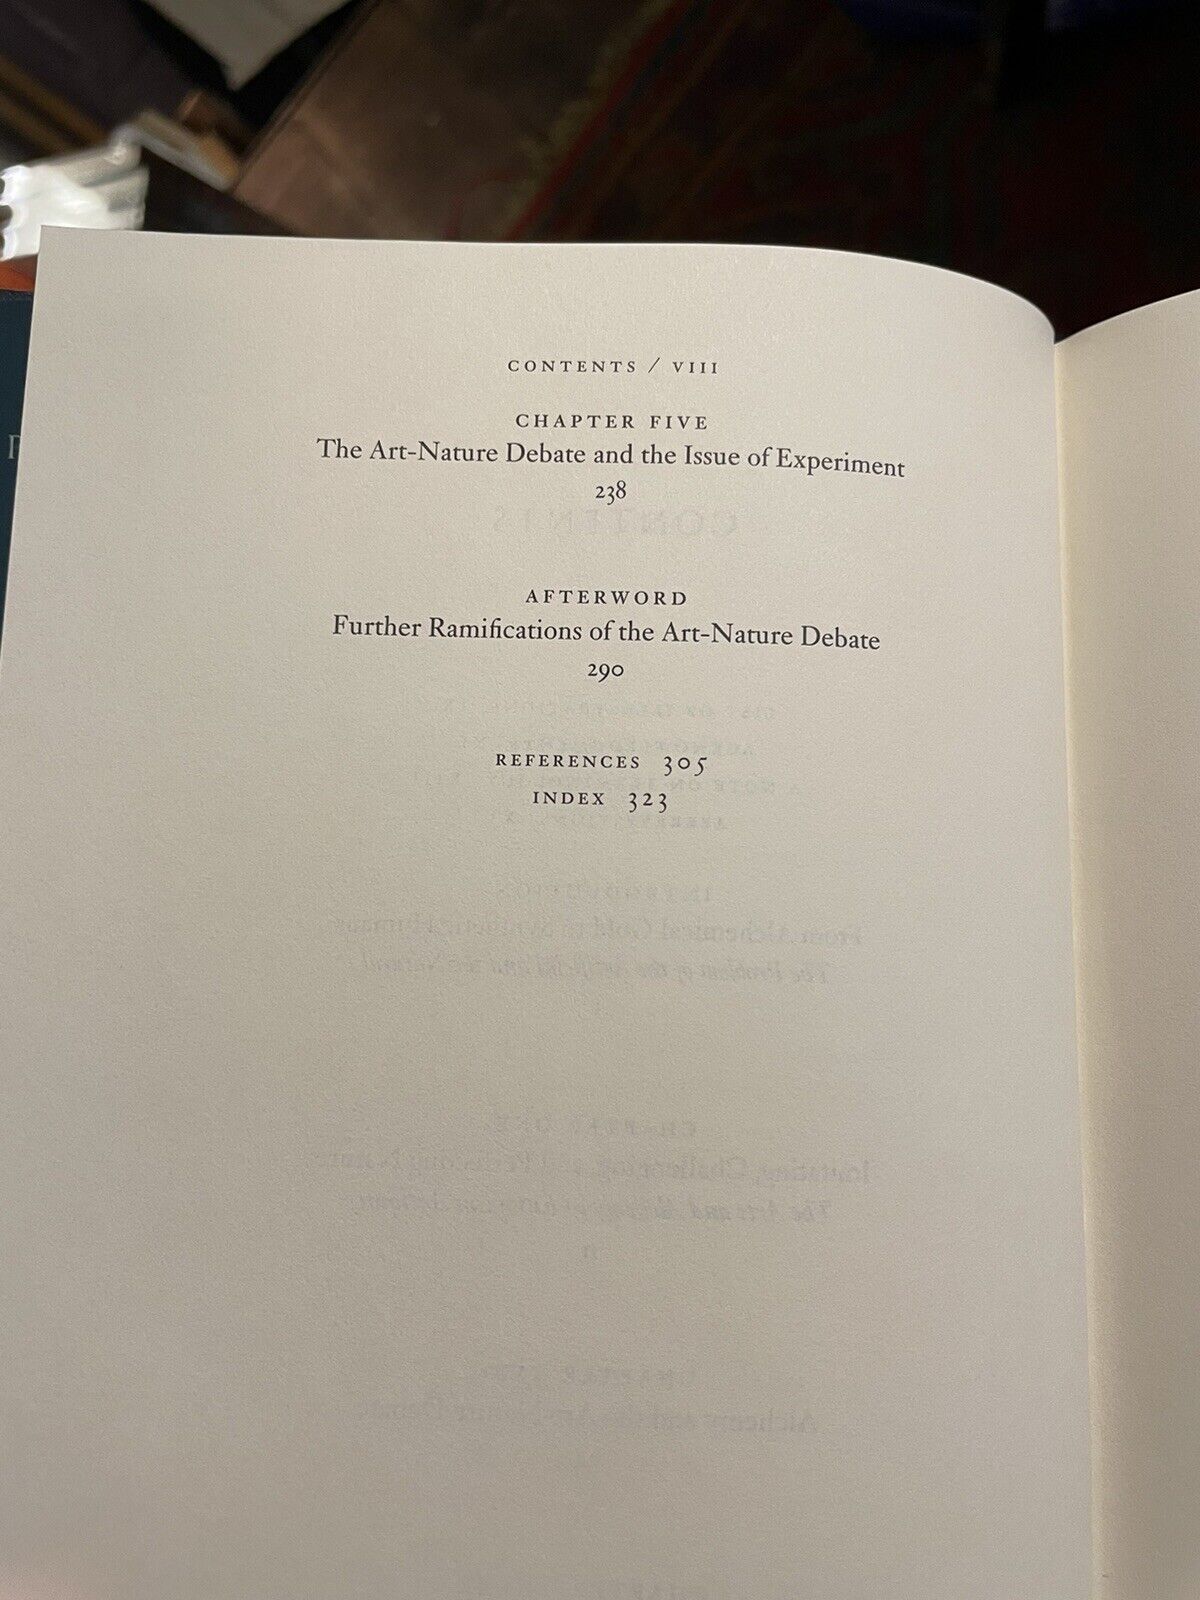 CONTENTS / VIII
CHAPTER FIVE
The Art-Nature Debate and the Issue of Experiment
238
AFTERWORD
Further Ramifications of the Art-Nature Debate
290
REFERENCES 305
INDEX 323